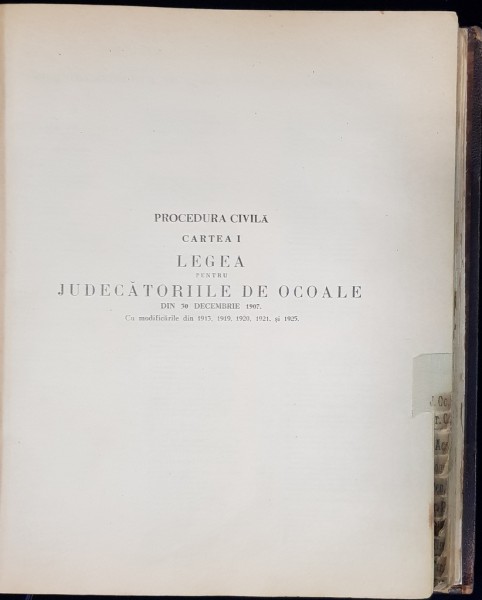 PROCEDURA CIVILĂ
CARTEA I
LEGEA
PENTRU
JUDECĂTORIILE DE OCOALE
DIN 30 DECEMBRIE 1907.
Cu modificările din 1915, 1919, 1920, 1921, și 1925.
J. Oc